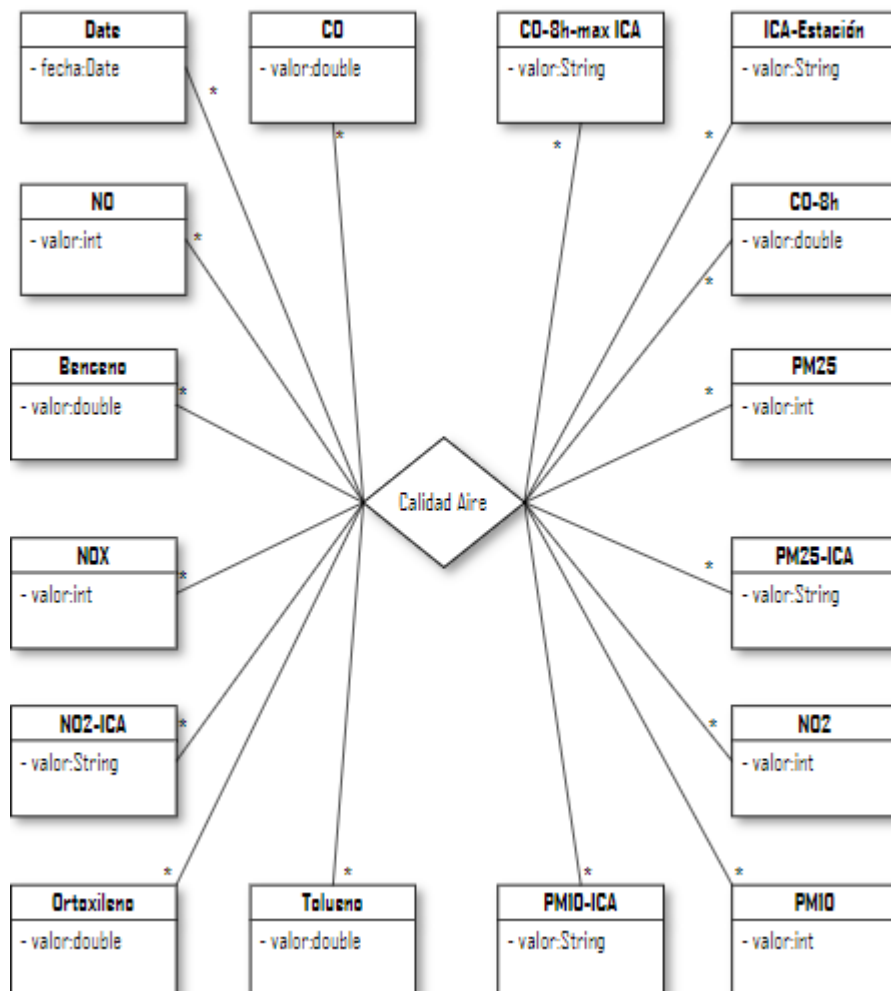 Date
- fecha:Date
*
CO
- valor:double
*
CO-8h-max ICA
- valor:String
*
ICA-Estación
- valor:String
*
NO
- valor:int
*
CO-8h
- valor:double
*
Benceno
- valor:double
*
PM25
- valor:int
*
Calidad Aire
NOX
- valor:int
*
PM25-ICA
- valor:String
*
NO2-ICA
- valor:String
*
NO2
- valor:int
*
Ortoxileno
- valor:double
*
Tolueno
- valor:double
*
PM10-ICA
- valor:String
*
PM10
- valor:int
*